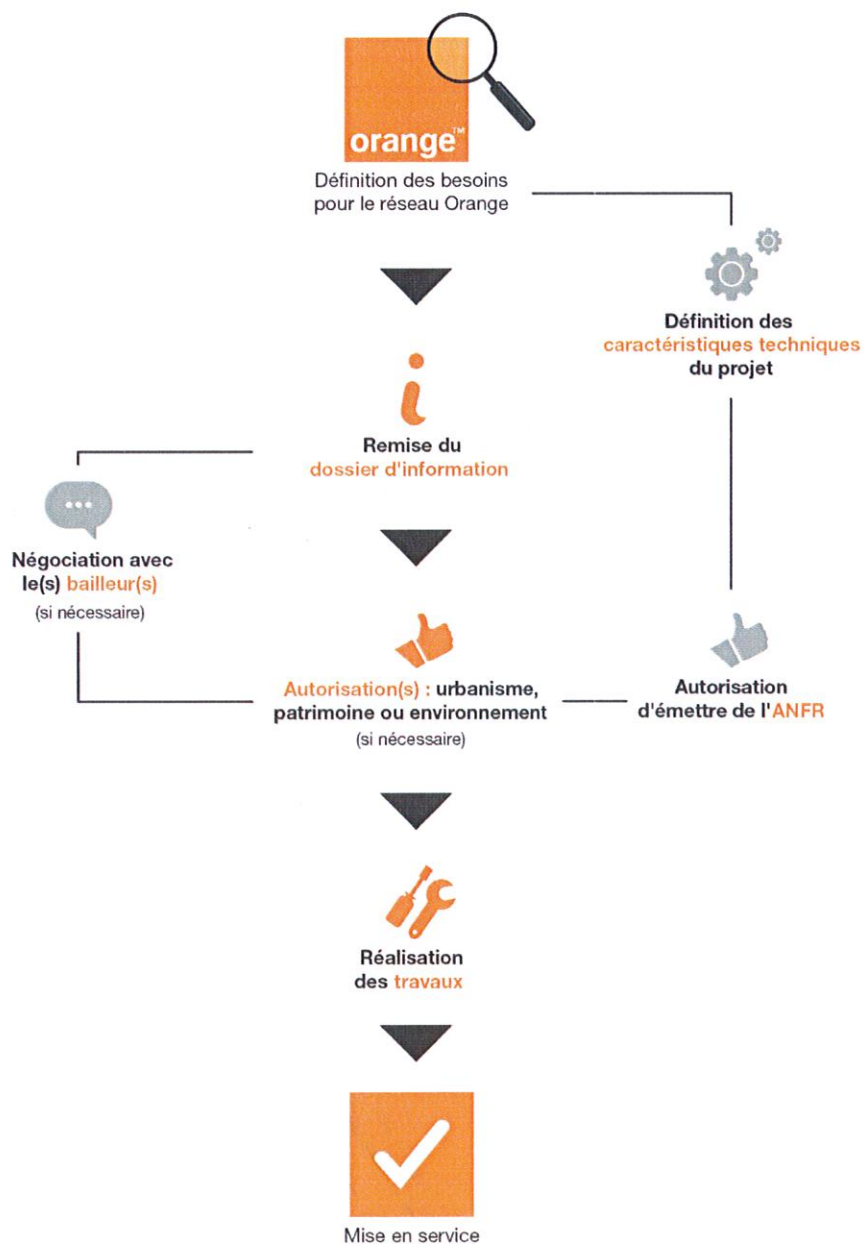 orange™
Définition des besoins
pour le réseau Orange
Définition des
caractéristiques techniques
du projet
Remise du
dossier d'information
Négociation avec
le(s) bailleur(s)
(si nécessaire)
Autorisation(s) : urbanisme,
patrimoine ou environnement
(si nécessaire)
Autorisation
d'émettre de l'ANFR
Réalisation
des travaux
Mise en service